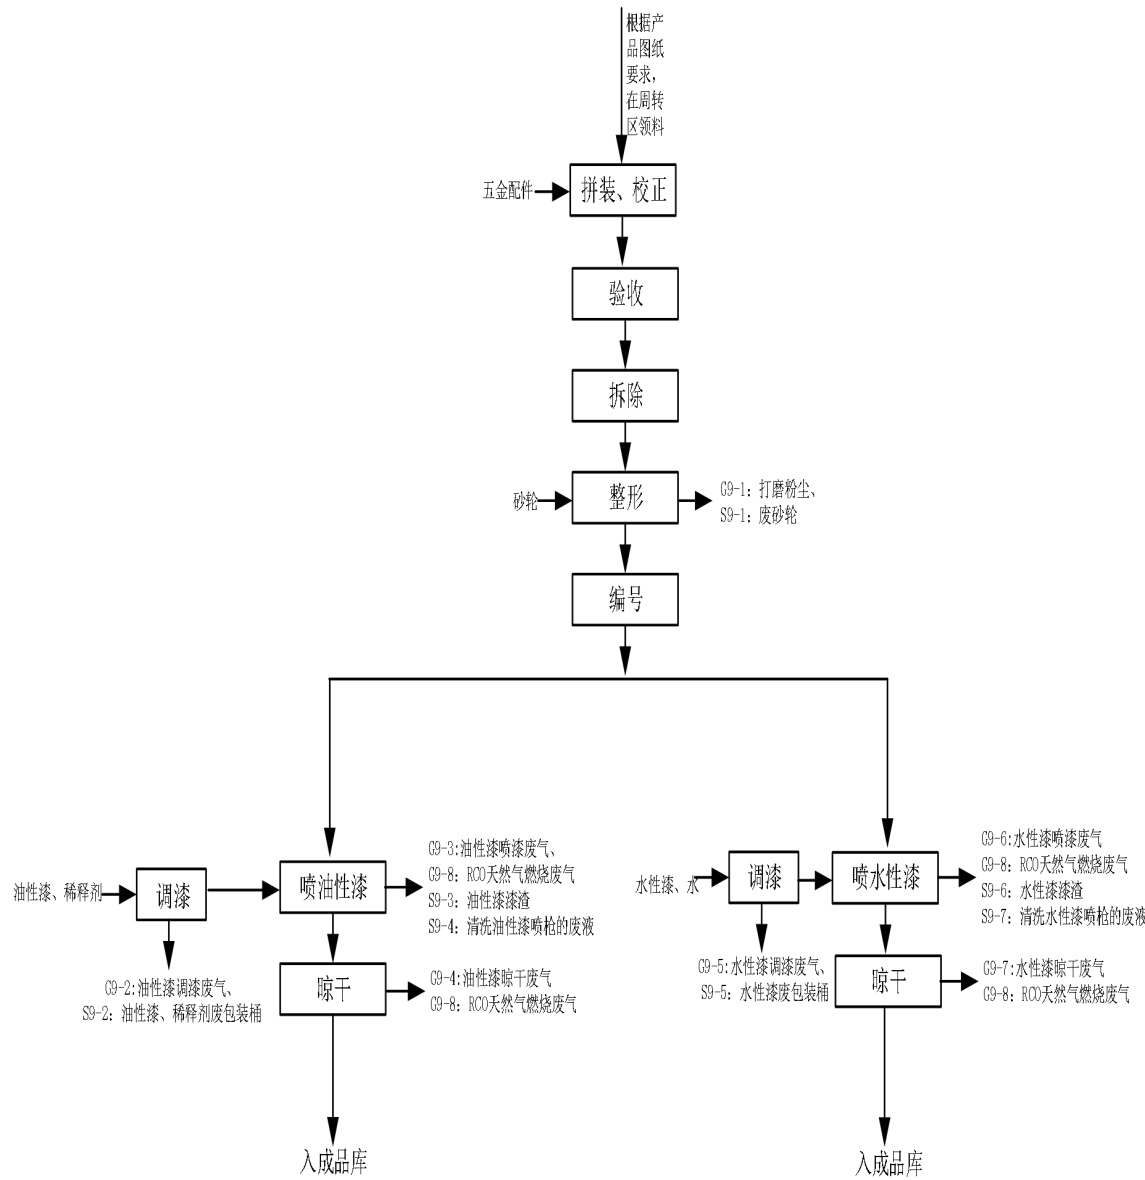 根据产
品图纸
要求，
在周转
区领料
五金配件
拼装、校正
验收
拆除
砂轮
整形
G9-1：打磨粉尘、
S9-1：废砂轮
编号
油性漆、稀释剂
调漆
G9-2:油性漆调漆废气、
S9-2：油性漆、稀释剂废包装桶
喷油性漆
G9-3:油性漆喷漆废气、
G9-8：RCO天然气燃烧废气
S9-3：油性漆漆渣
S9-4：清洗油性漆喷枪的废液
晾干
G9-4:油性漆晾干废气
G9-8：RCO天然气燃烧废气
入成品库
水性漆、水
调漆
G9-5:水性漆调漆废气、
S9-5：水性漆废包装桶
喷水性漆
G9-6:水性漆喷漆废气
G9-8：RCO天然气燃烧废气
S9-6：水性漆漆渣
S9-7：清洗水性漆喷枪的废液
晾干
G9-7:水性漆晾干废气
G9-8：RCO天然气燃烧废气
入成品库